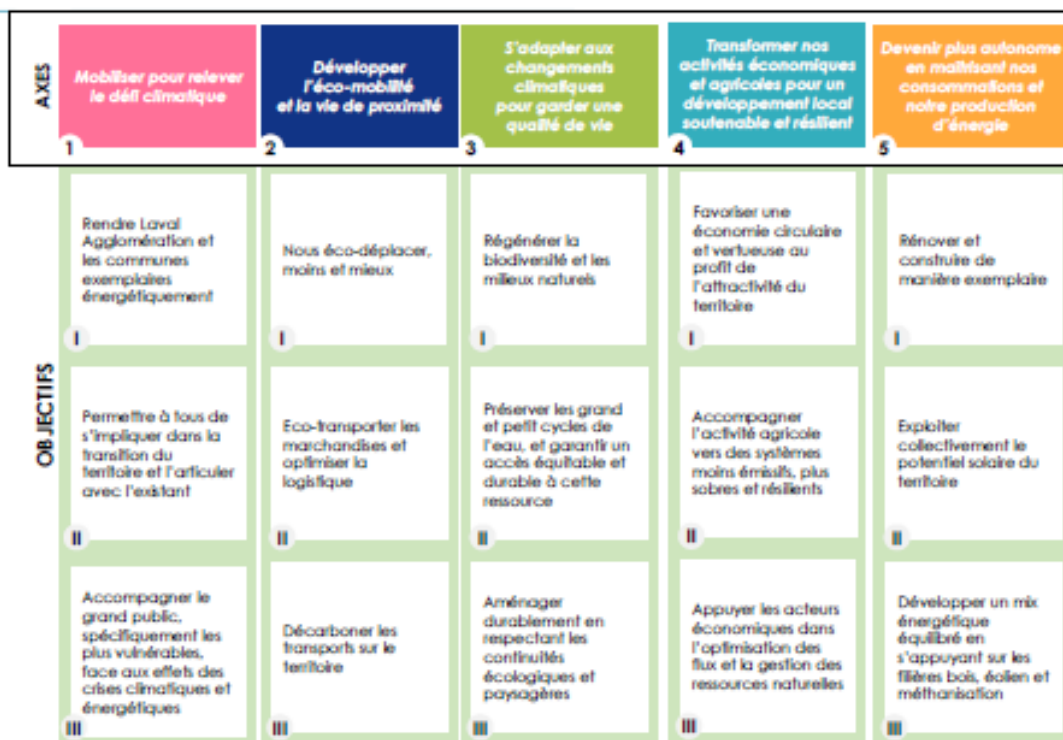 AXES
Mobiliser pour relever
le défi climatique
1
Développer
l'éco-mobilité
et la vie de proximité
2
S'adapter aux
changements
climatiques
pour garder une
qualité de vie
3
Transformer nos
activités économiques
et agricoles pour un
développement local
soutenable et résilient
4
Devenir plus autonome
en maîtrisant nos
consommations et
notre production
d'énergie
5
OBJECTIFS
Rendre Laval
Agglomération et
les communes
exemplaires
énergétiquement
I
Nous éco-déplacer,
moins et mieux
I
Régénérer la
biodiversité et les
milieux naturels
I
Favoriser une
économie circulaire
et vertueuse au
profit de
l'attractivité du
territoire
I
Rénover et
construire de
manière exemplaire
I
Permettre à tous de
s'impliquer dans la
transition du
territoire et l'articuler
avec l'existant
II
Eco-transporter les
marchandises et
optimiser la
logistique
II
Préserver les grand
et petit cycles de
l'eau, et garantir un
accès équitable et
durable à cette
ressource
II
Accompagner
l'activité agricole
vers des systèmes
moins émissifs, plus
sobres et résilients
II
Exploiter
collectivement le
potentiel solaire du
territoire
II
Accompagner le
grand public,
spécifiquement les
plus vulnérables,
face aux effets des
crises climatiques et
énergétiques
III
Décarboner les
transports sur le
territoire
III
Aménager
durablement en
respectant les
continuités
écologiques et
paysagères
III
Appuyer les acteurs
économiques dans
l'optimisation des
flux et la gestion des
ressources naturelles
III
Développer un mix
énergétique
équilibré en
s'appuyant sur les
filières bois, éolien et
méthanisation
III